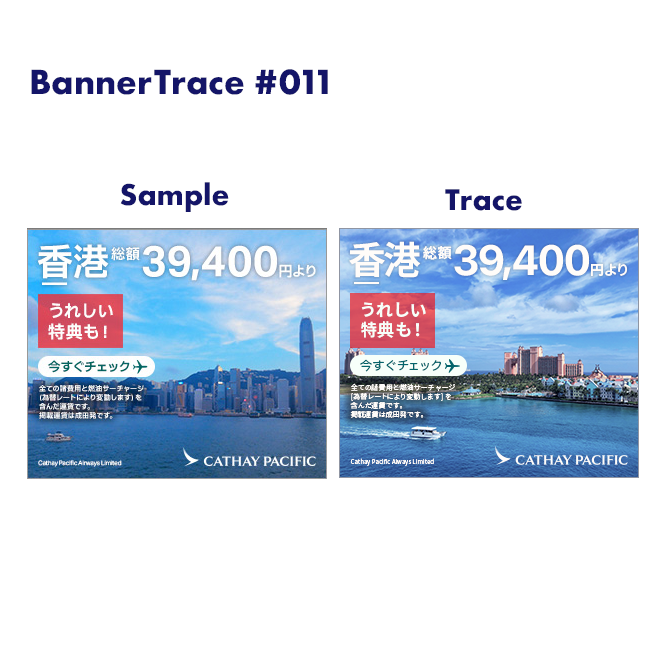 BannerTrace #011
Sample
Trace
香港 総額 39,400円より
うれしい
特典も!
今すぐチェック
全ての諸費用と燃油サーチャージ
(為替レートにより変動します) を
含んだ運賃です。
掲載運賃は成田発です。
Cathay Pacific Airways Limited
CATHAY PACIFIC
香港 総額 39,400円より
うれしい
特典も!
今すぐチェック
全ての諸費用と燃油サーチャージ
[為替レートにより変動します] を
含んだ運賃です。
掲載運賃は成田発です。
Cathay Pacific Airways Limited
CATHAY PACIFIC